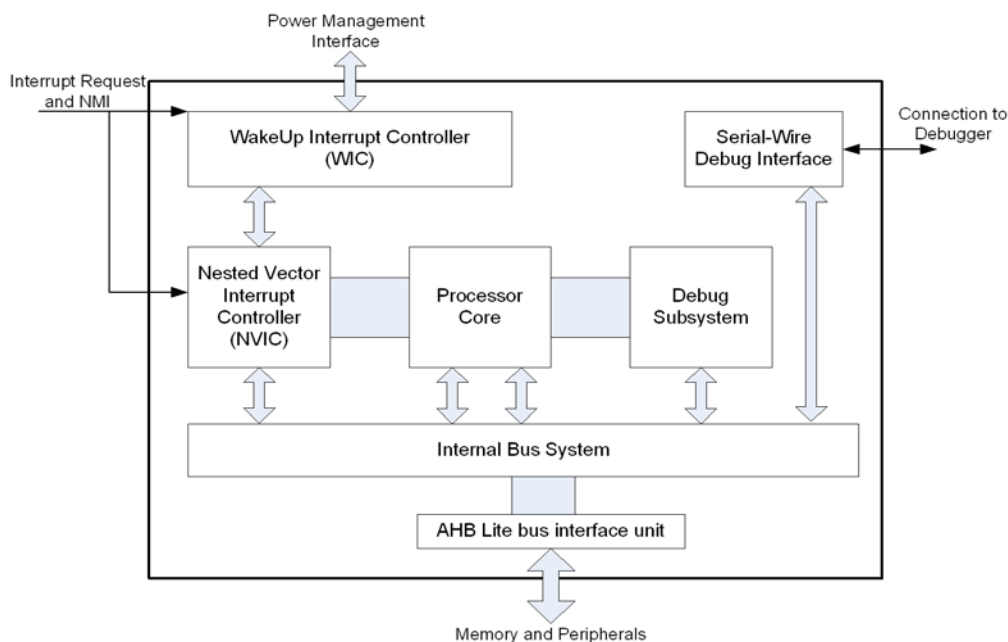 Power Management
Interface
Interrupt Request
and NMI
WakeUp Interrupt Controller
(WIC)
Serial-Wire
Debug Interface
Connection to
Debugger
Nested Vector
Interrupt
Controller
(NVIC)
Processor
Core
Debug
Subsystem
Internal Bus System
AHB Lite bus interface unit
Memory and Peripherals